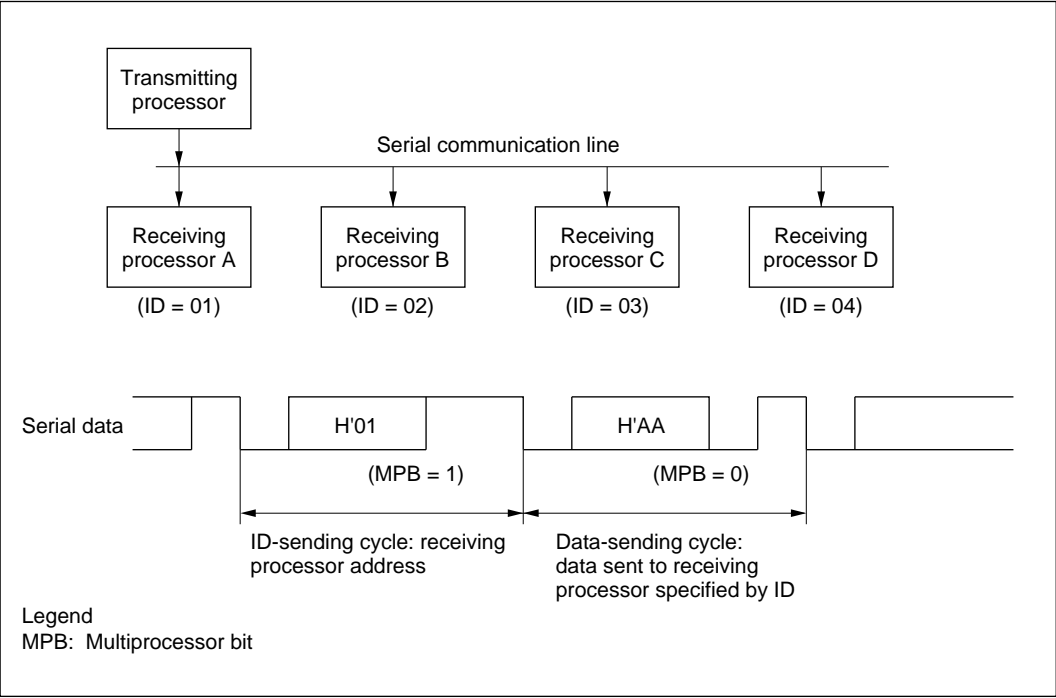 Transmitting
processor
Serial communication line
Receiving
processor A
Receiving
processor B
Receiving
processor C
Receiving
processor D
(ID = 01)
(ID = 02)
(ID = 03)
(ID = 04)
Serial data
H'01
H'AA
(MPB = 1)
(MPB = 0)
ID-sending cycle: receiving
processor address
Data-sending cycle:
data sent to receiving
processor specified by ID
Legend
MPB: Multiprocessor bit